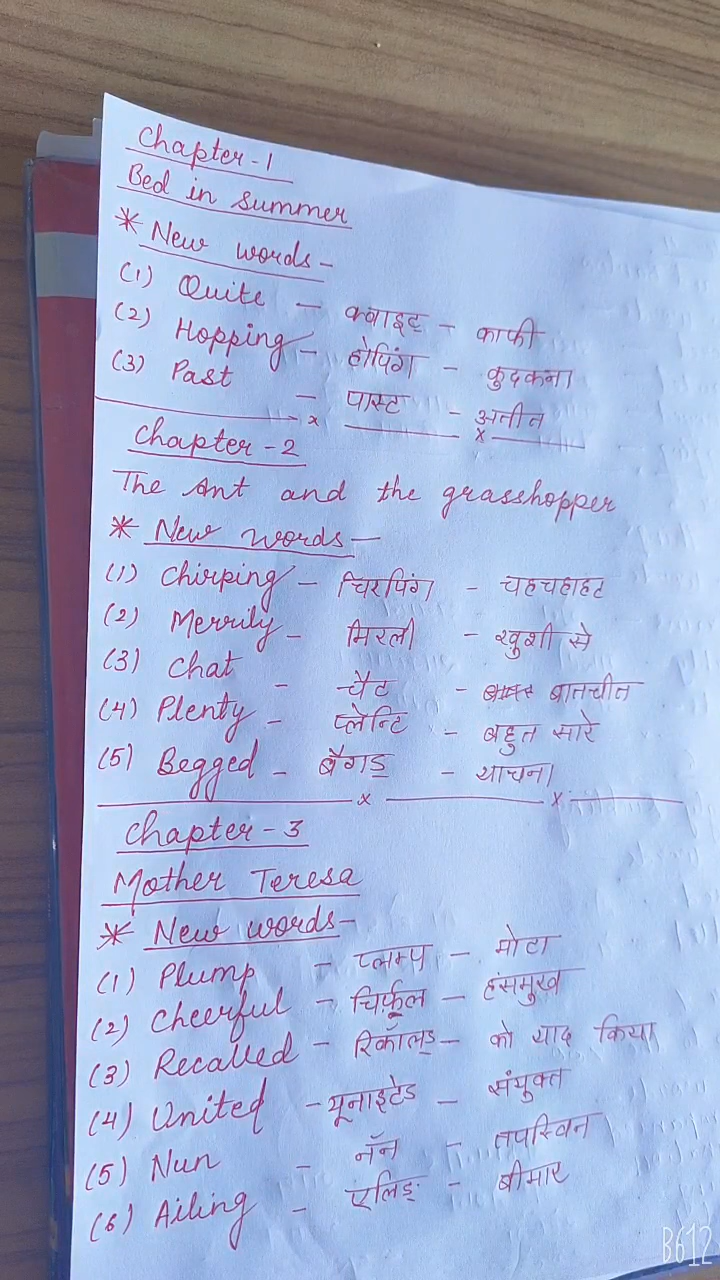 Chapter-1
Bed in summer
* New words-
(1) Quite - क्वाइट् - काफी
(2) Hopping - होपिंग - कुदकना
(3) Past - पास्ट - अतीत
x x
Chapter-2
The Ant and the grasshopper
* New words-
(1) Chirping - चिरपिंग - चहचहाहट
(2) Merrily - मिरली - खुशी से
(3) Chat - चैट - बातचीत
(4) Plenty - प्लेन्टि - बहुत सारे
(5) Begged - बैगड् - याचना
x x
Chapter-3
Mother Teresa
* New words-
(1) Plump - प्लम्प - मोटा
(2) Cheerful - चिर्फुल - हंसमुख
(3) Recalled - रिकॉल्ड् - को याद किया
(4) United - यूनाइटेड - संयुक्त
(5) Nun - नॅन - तपस्विन
(6) Ailing - एलिङ् - बीमार
B612